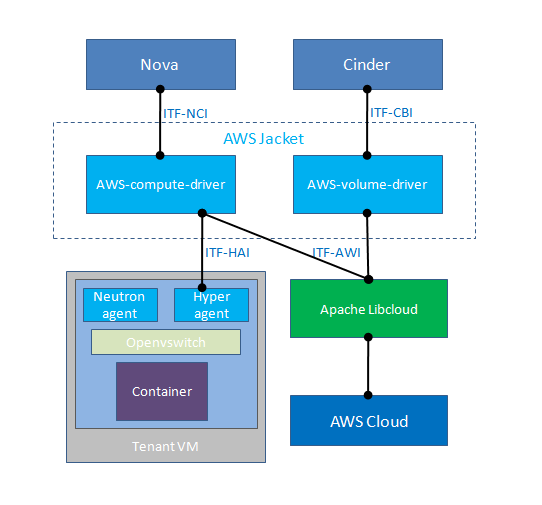 Nova
Cinder
ITF-NCI
ITF-CBI
AWS Jacket
AWS-compute-driver
AWS-volume-driver
ITF-HAI
ITF-AWI
Neutron
agent
Hyper
agent
Apache Libcloud
Openvswitch
Container
AWS Cloud
Tenant VM